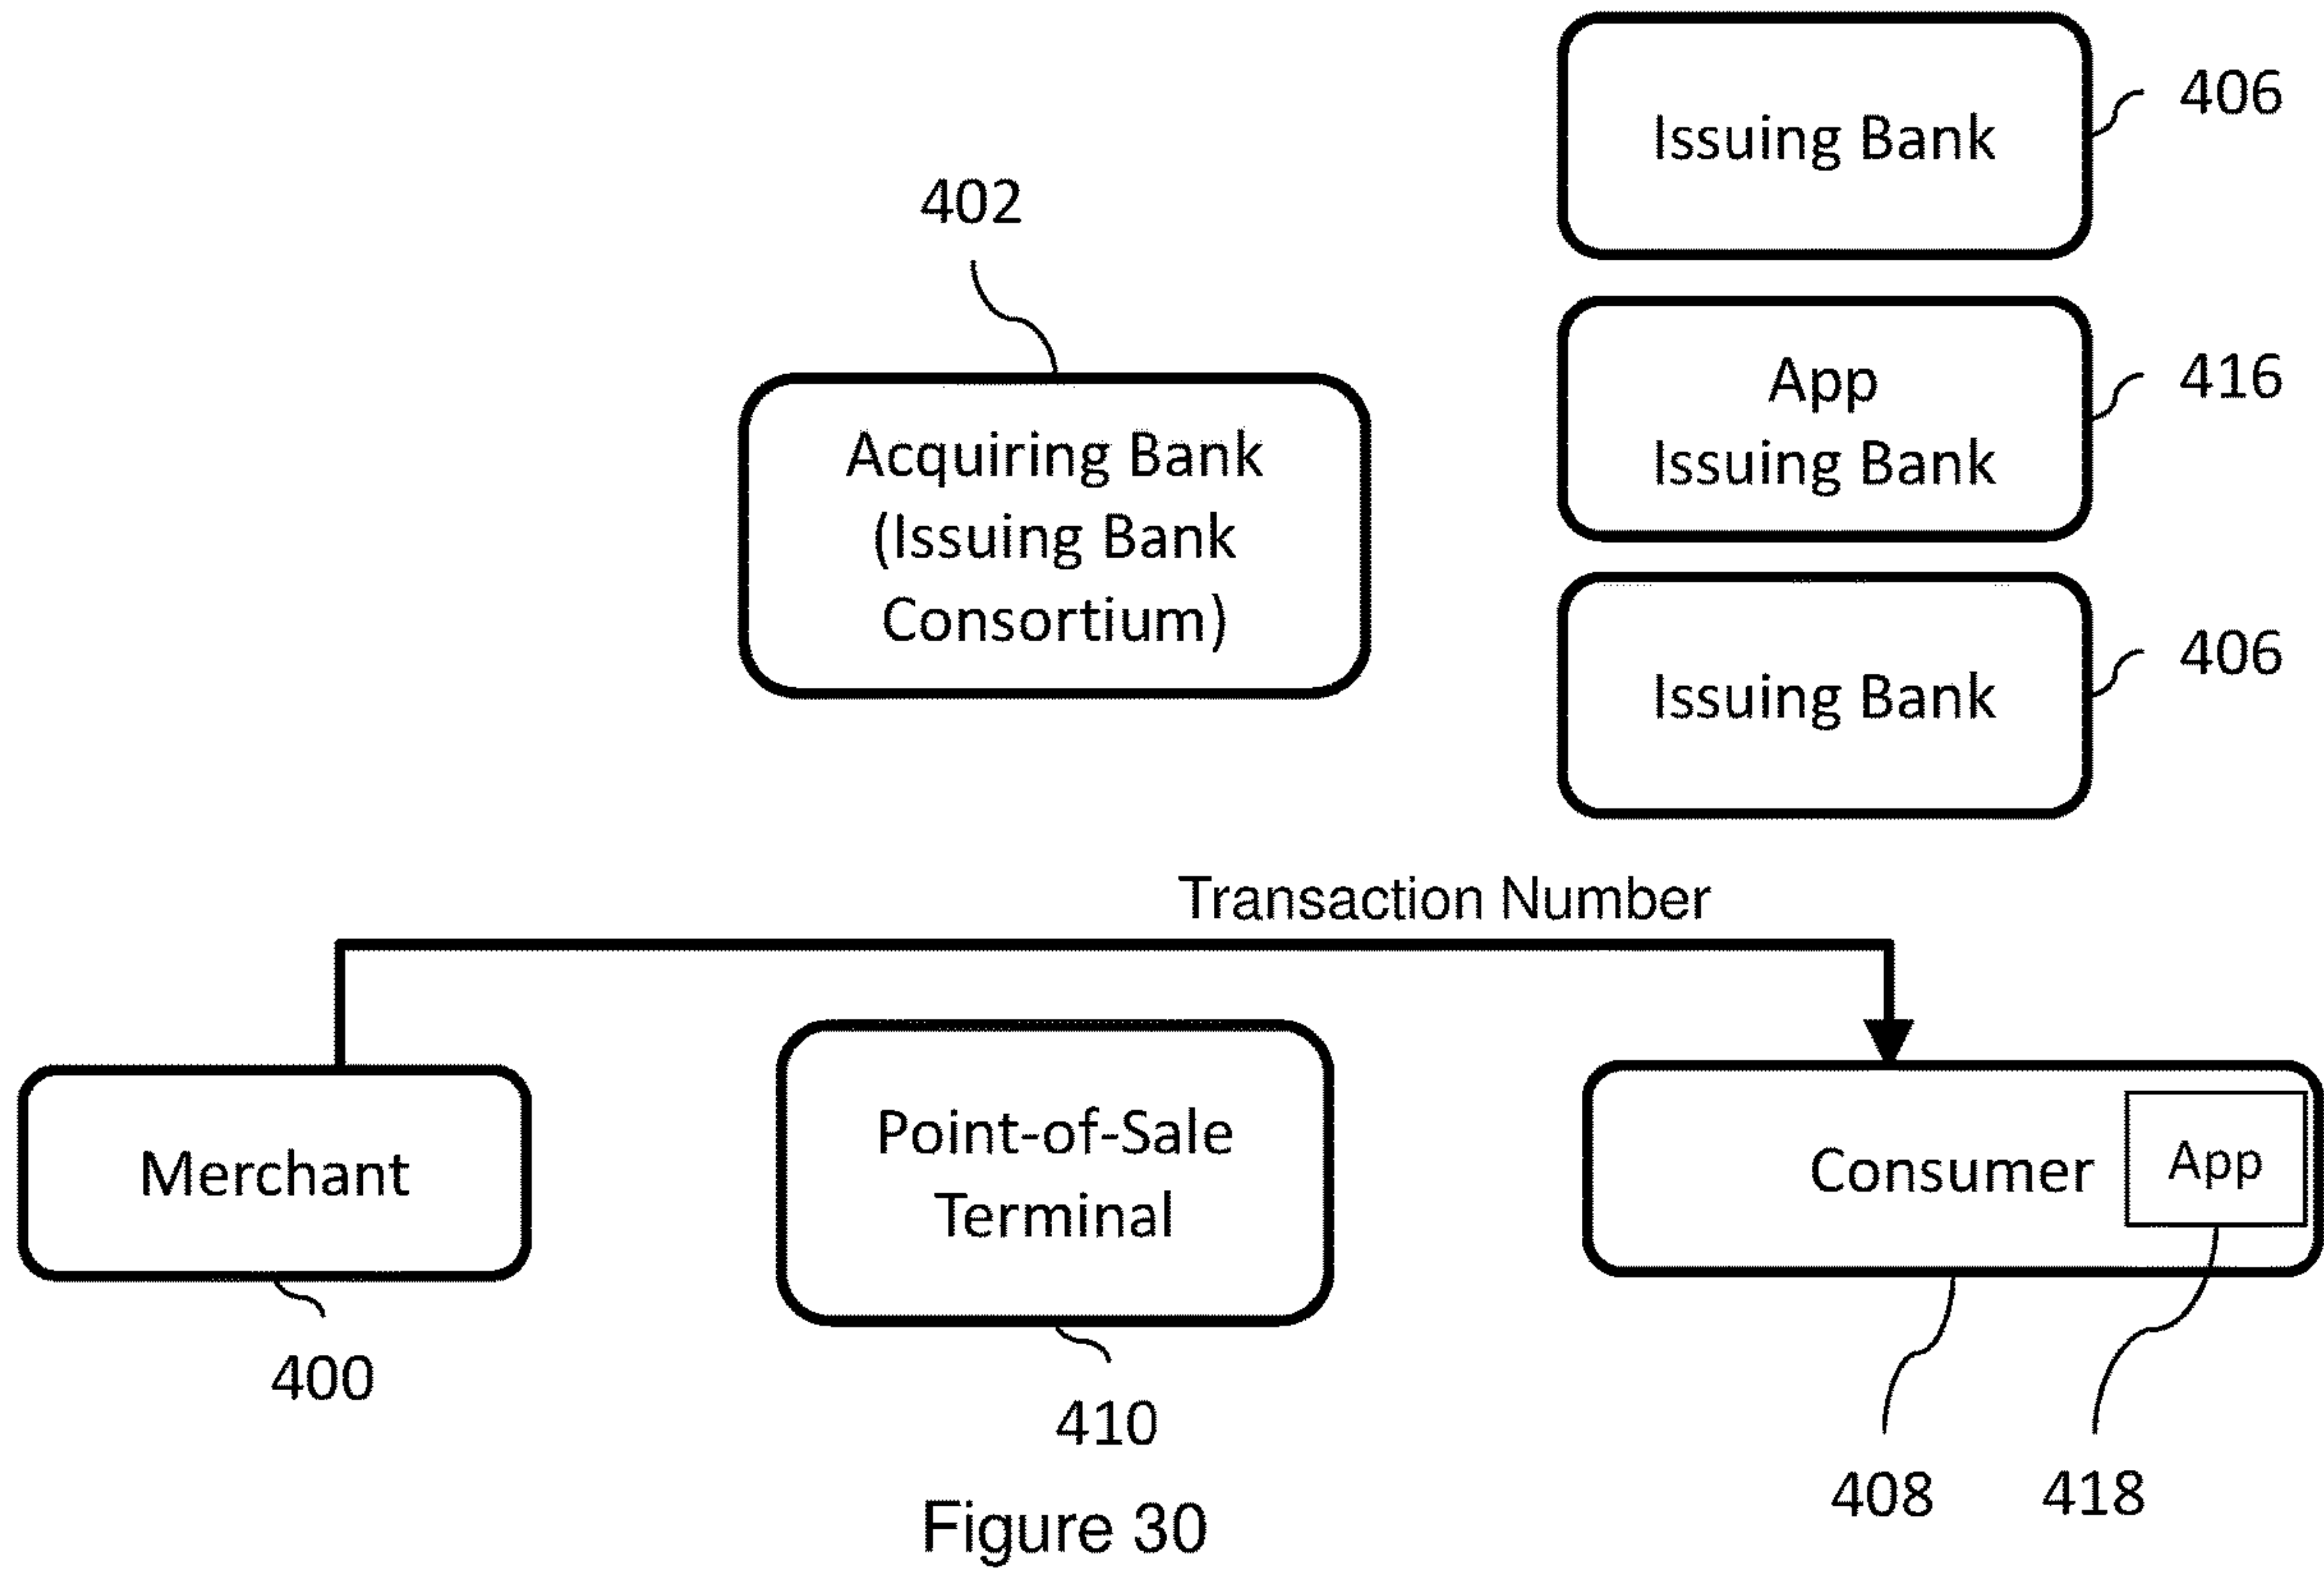 Issuing Bank
406
402
App
Issuing Bank
416
Acquiring Bank
(Issuing Bank
Consortium)
Issuing Bank
406
Transaction Number
Merchant
400
Point-of-Sale
Terminal
410
Consumer
App
408
418
Figure 30